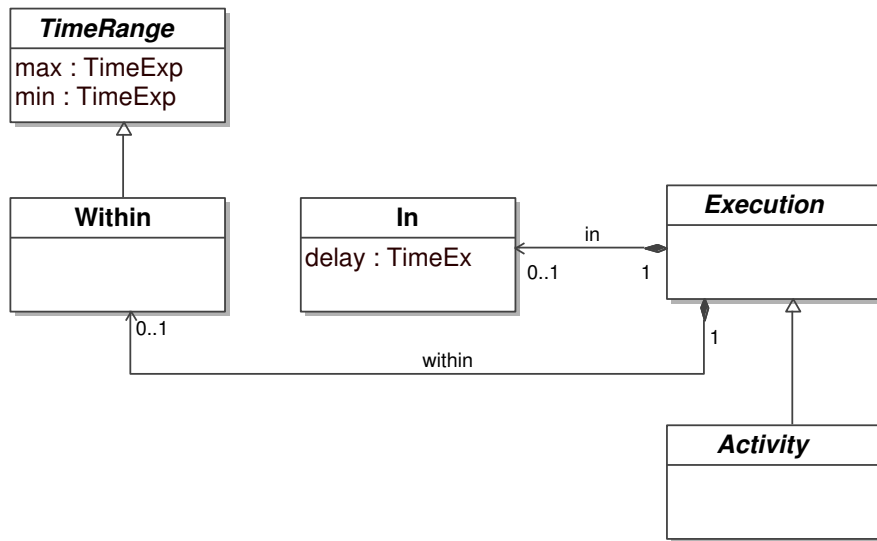 TimeRange
max : TimeExp
min : TimeExp
Within
In
delay : TimeEx
Execution
in
0..1
1
0..1
1
within
Activity